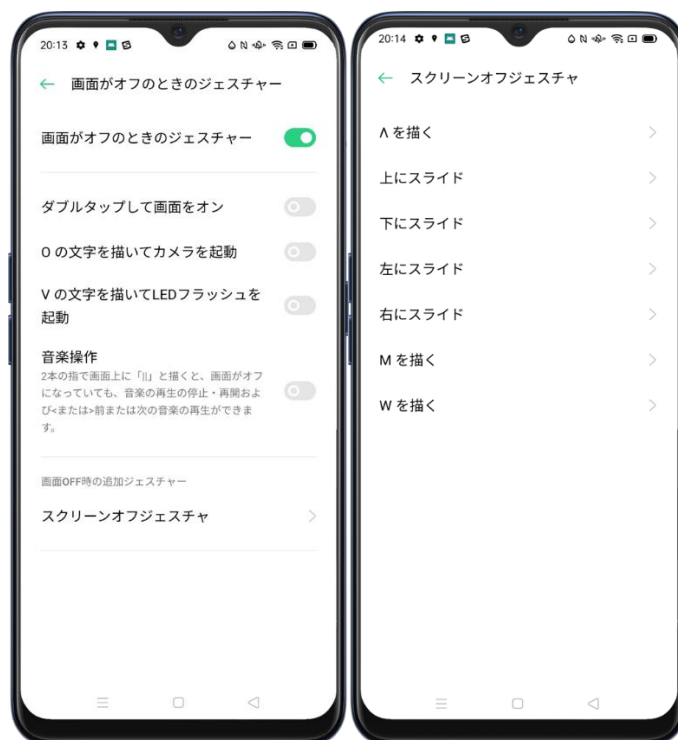 20:13
← 画面がオフのときのジェスチャー
画面がオフのときのジェスチャー
ダブルタップして画面をオン
O の文字を描いてカメラを起動
V の文字を描いてLEDフラッシュを
起動
音楽操作
2本の指で画面上に「||」と描くと、画面がオフ
になっていても、音楽の再生の停止・再開およ
び<または>前または次の音楽の再生ができま
す。
画面OFF時の追加ジェスチャー
スクリーンオフジェスチャ
20:14
← スクリーンオフジェスチャ
Λ を描く
上にスライド
下にスライド
左にスライド
右にスライド
M を描く
W を描く